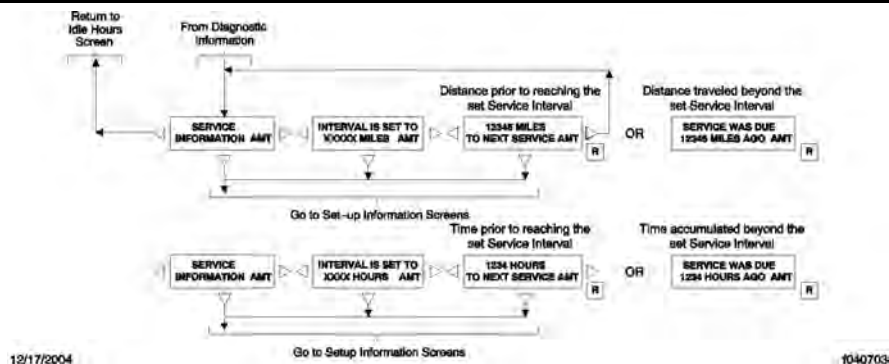 Return to
Idle Hours
Screen
From Diagnostic
Information
Distance prior to reaching the
set Service Interval
Distance traveled beyond the
set Service Interval
SERVICE
INFORMATION AMT
INTERVAL IS SET TO
XXXXX MILES AMT
12345 MILES
TO NEXT SERVICE AMT
R
OR
SERVICE WAS DUE
12345 MILES AGO AMT
R
Go to Set-up Information Screens
Time prior to reaching the
set Service Interval
Time accumulated beyond the
set Service Interval
SERVICE
INFORMATION AMT
INTERVAL IS SET TO
XXXX HOURS AMT
1234 HOURS
TO NEXT SERVICE AMT
R
OR
SERVICE WAS DUE
1234 HOURS AGO AMT
R
Go to Setup Information Screens
12/17/2004